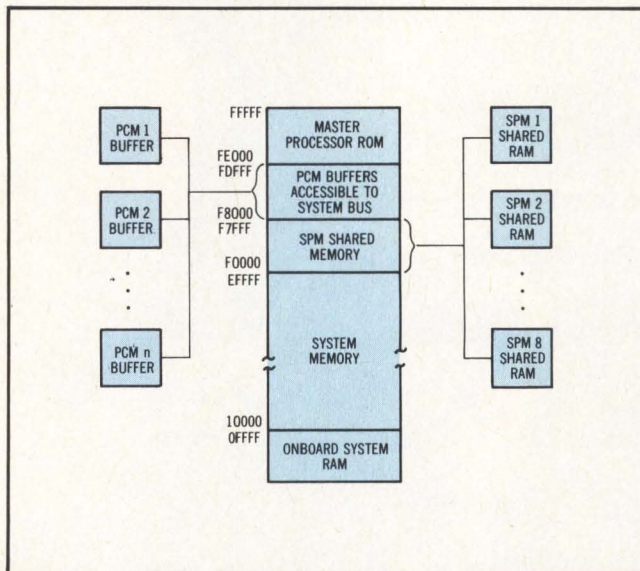 FFFFF
MASTER
PROCESSOR ROM
FE000
FDFFF
PCM BUFFERS
ACCESSIBLE TO
SYSTEM BUS
F8000
F7FFF
SPM SHARED
MEMORY
F0000
EFFFF
SYSTEM
MEMORY
10000
0FFFF
ONBOARD SYSTEM
RAM
PCM 1
BUFFER
PCM 2
BUFFER
PCM n
BUFFER
SPM 1
SHARED
RAM
SPM 2
SHARED
RAM
SPM 8
SHARED
RAM